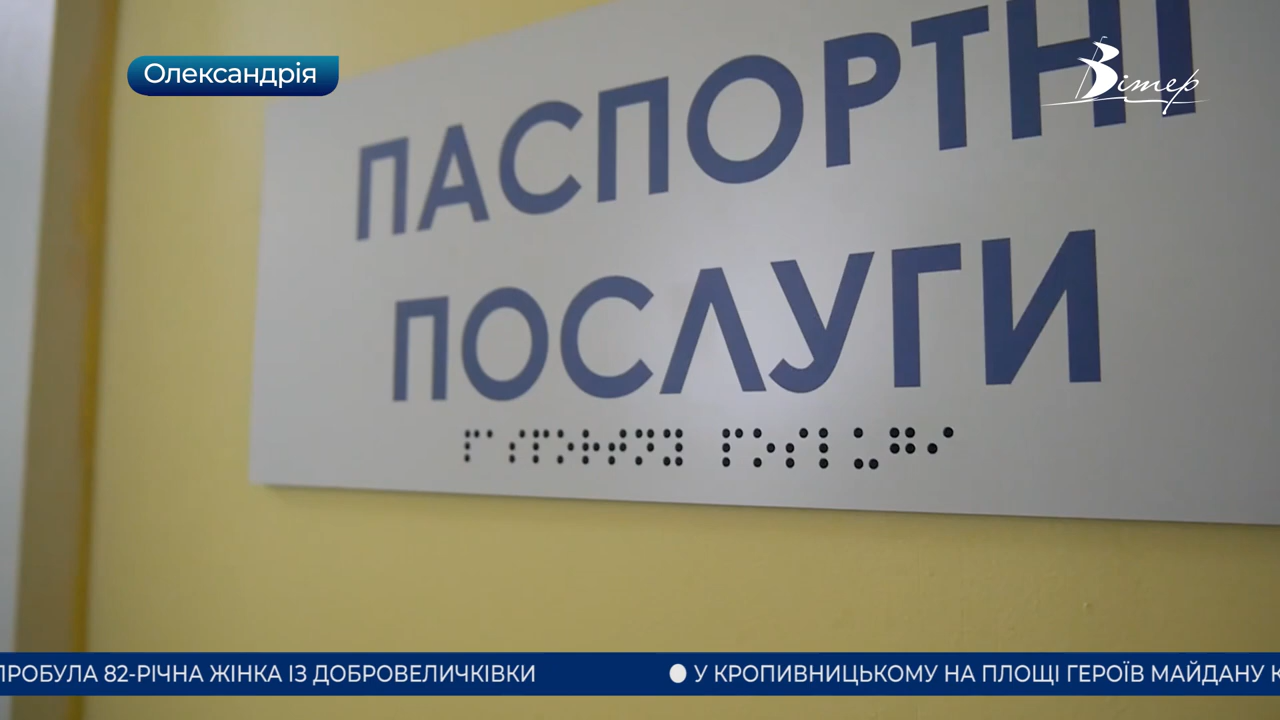 Олександрія
Вітер
ПАСПОРТНІ
ПОСЛУГИ
ПРОБУЛА 82-РІЧНА ЖІНКА ІЗ ДОБРОВЕЛИЧКІВКИ
У КРОПИВНИЦЬКОМУ НА ПЛОЩІ ГЕРОЇВ МАЙДАНУ К